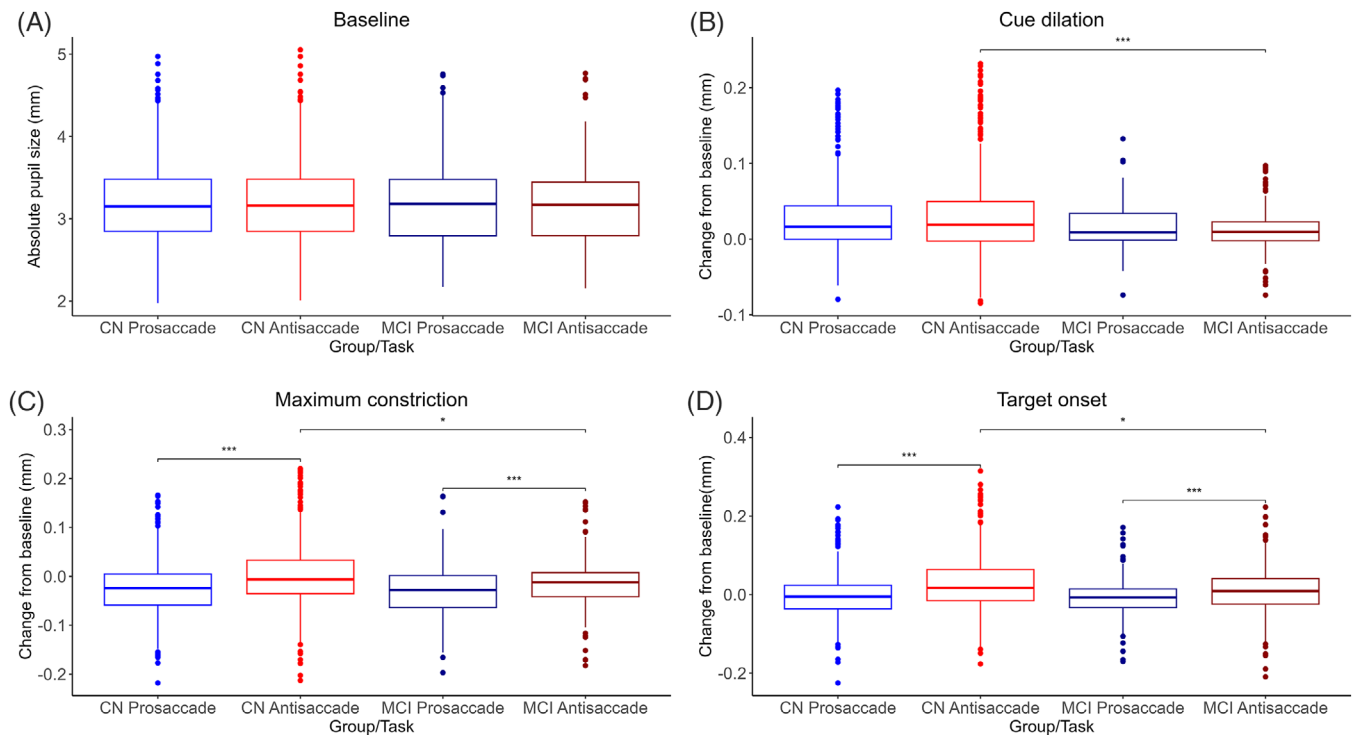 (A)
Baseline
Absolute pupil size (mm)
5
4
3
2
CN Prosaccade CN Antisaccade MCI Prosaccade MCI Antisaccade
Group/Task
(B)
Cue dilation
***
Change from baseline (mm)
0.2
0.1
0.0
-0.1
CN Prosaccade CN Antisaccade MCI Prosaccade MCI Antisaccade
Group/Task
(C)
Maximum constriction
*
***
***
Change from baseline (mm)
0.3
0.2
0.1
0.0
-0.1
-0.2
CN Prosaccade CN Antisaccade MCI Prosaccade MCI Antisaccade
Group/Task
(D)
Target onset
*
***
***
Change from baseline(mm)
0.4
0.2
0.0
-0.2
CN Prosaccade CN Antisaccade MCI Prosaccade MCI Antisaccade
Group/Task